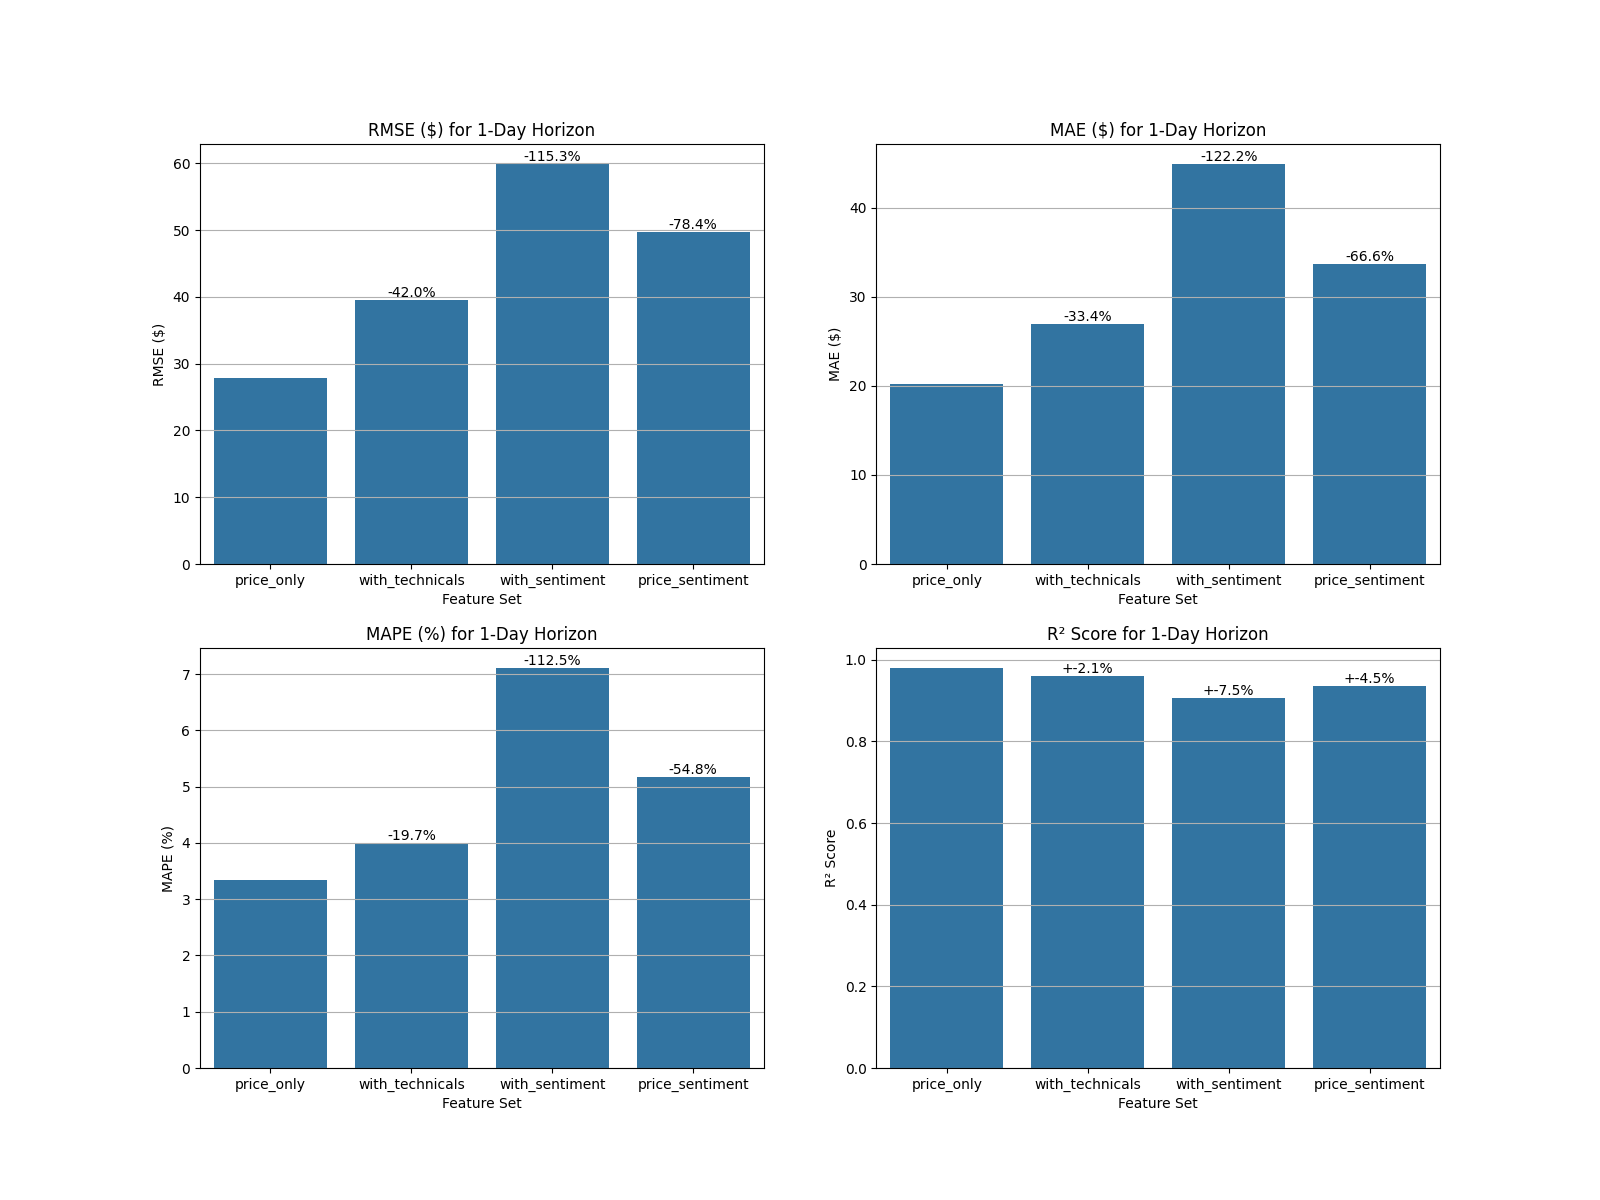 RMSE ($) for 1-Day Horizon
RMSE ($)
60
50
40
30
20
10
0
-42.0%
-115.3%
-78.4%
price_only with_technicals with_sentiment price_sentiment
Feature Set
MAE ($) for 1-Day Horizon
MAE ($)
40
30
20
10
0
-33.4%
-122.2%
-66.6%
price_only with_technicals with_sentiment price_sentiment
Feature Set
MAPE (%) for 1-Day Horizon
MAPE (%)
7
6
5
4
3
2
1
0
-19.7%
-112.5%
-54.8%
price_only with_technicals with_sentiment price_sentiment
Feature Set
R² Score for 1-Day Horizon
R² Score
1.0
0.8
0.6
0.4
0.2
0.0
+-2.1%
+-7.5%
+-4.5%
price_only with_technicals with_sentiment price_sentiment
Feature Set